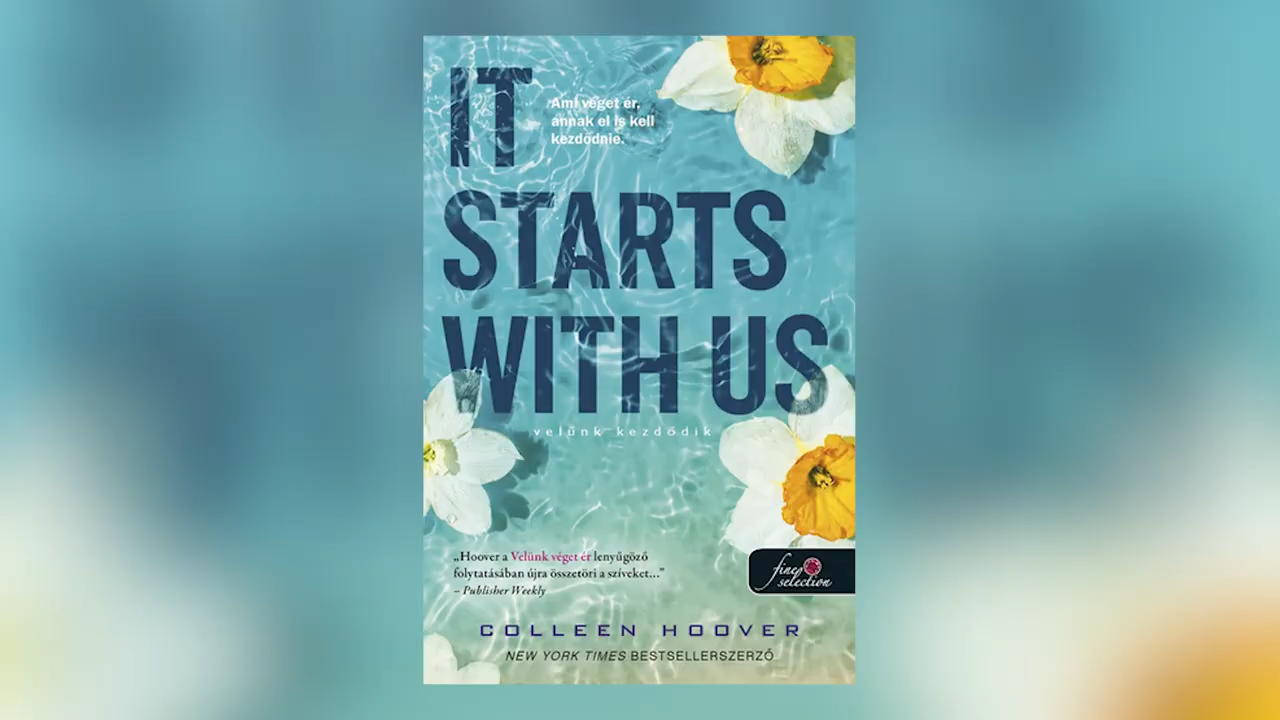 IT
Ami véget ér,
annak el is kell
kezdődnie.
STARTS
WITH US
velünk kezdődik
„Hoover a Velünk véget ér lenyűgöző
folytatásában újra összetöri a szíveket...”
– Publisher Weekly
fine selection
COLLEEN HOOVER
NEW YORK TIMES BESTSELLERSZERZŐ